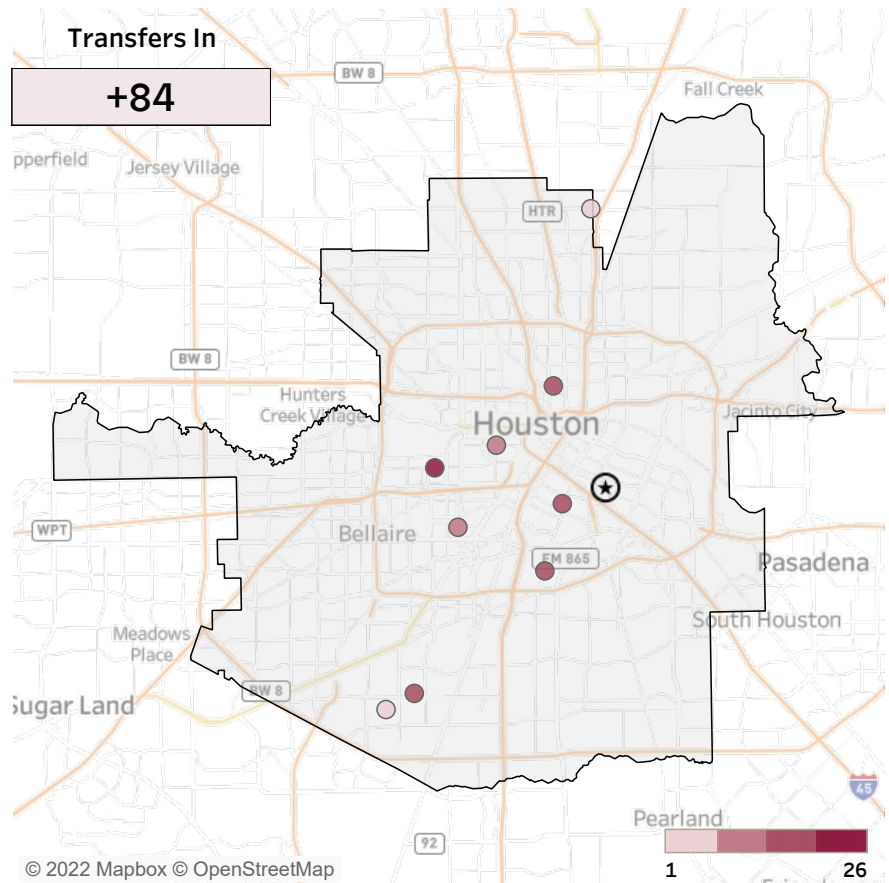 Transfers In
+84
BW 8
Fall Creek
pperfield
Jersey Village
HTR
BW 8
Hunters
Creek Village
Jacinto City
Houston
WPT
Bellaire
FM 865
Pasadena
South Houston
Meadows
Place
BW 8
Sugar Land
45
Pearland
92
1
26
© 2022 Mapbox © OpenStreetMap